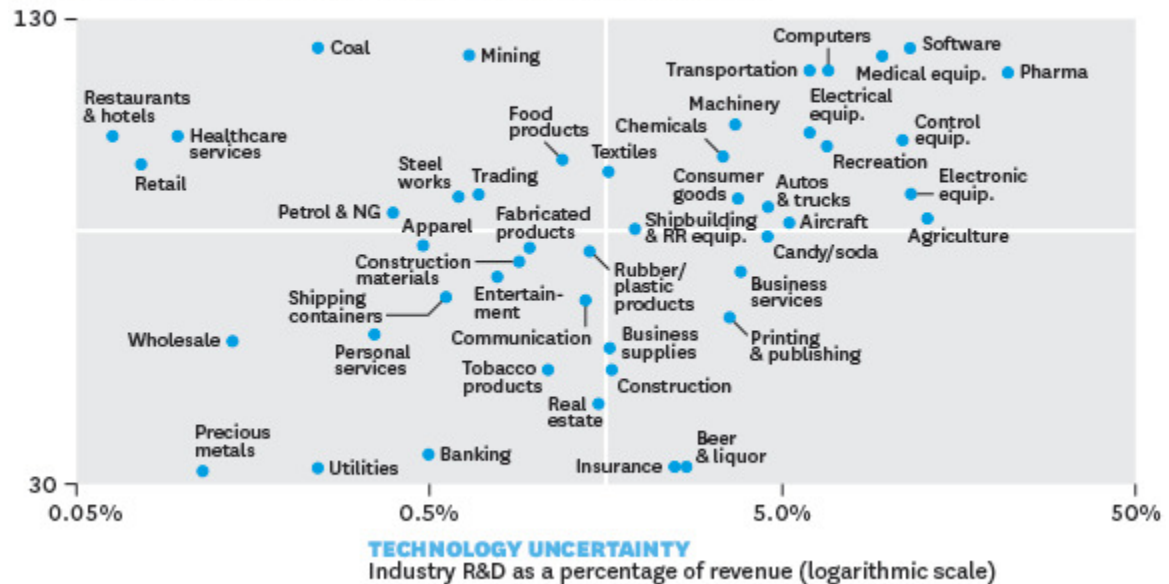 130
Coal
Mining
Computers
Software
Transportation
Medical equip.
Pharma
Restaurants
& hotels
Healthcare
services
Retail
Food
products
Machinery
Chemicals
Electrical
equip.
Control
equip.
Textiles
Recreation
Steel
works
Trading
Consumer
goods
Autos
& trucks
Electronic
equip.
Petrol & NG
Apparel
Fabricated
products
Shipbuilding
& RR equip.
Aircraft
Agriculture
Candy/soda
Construction
materials
Rubber/
plastic
products
Business
services
Shipping
containers
Entertain-
ment
Wholesale
Personal
services
Communication
Business
supplies
Printing
& publishing
Tobacco
products
Construction
Real
estate
Precious
metals
Utilities
Banking
Insurance
Beer
& liquor
30
0.05%
0.5%
5.0%
50%
TECHNOLOGY UNCERTAINTY
Industry R&D as a percentage of revenue (logarithmic scale)